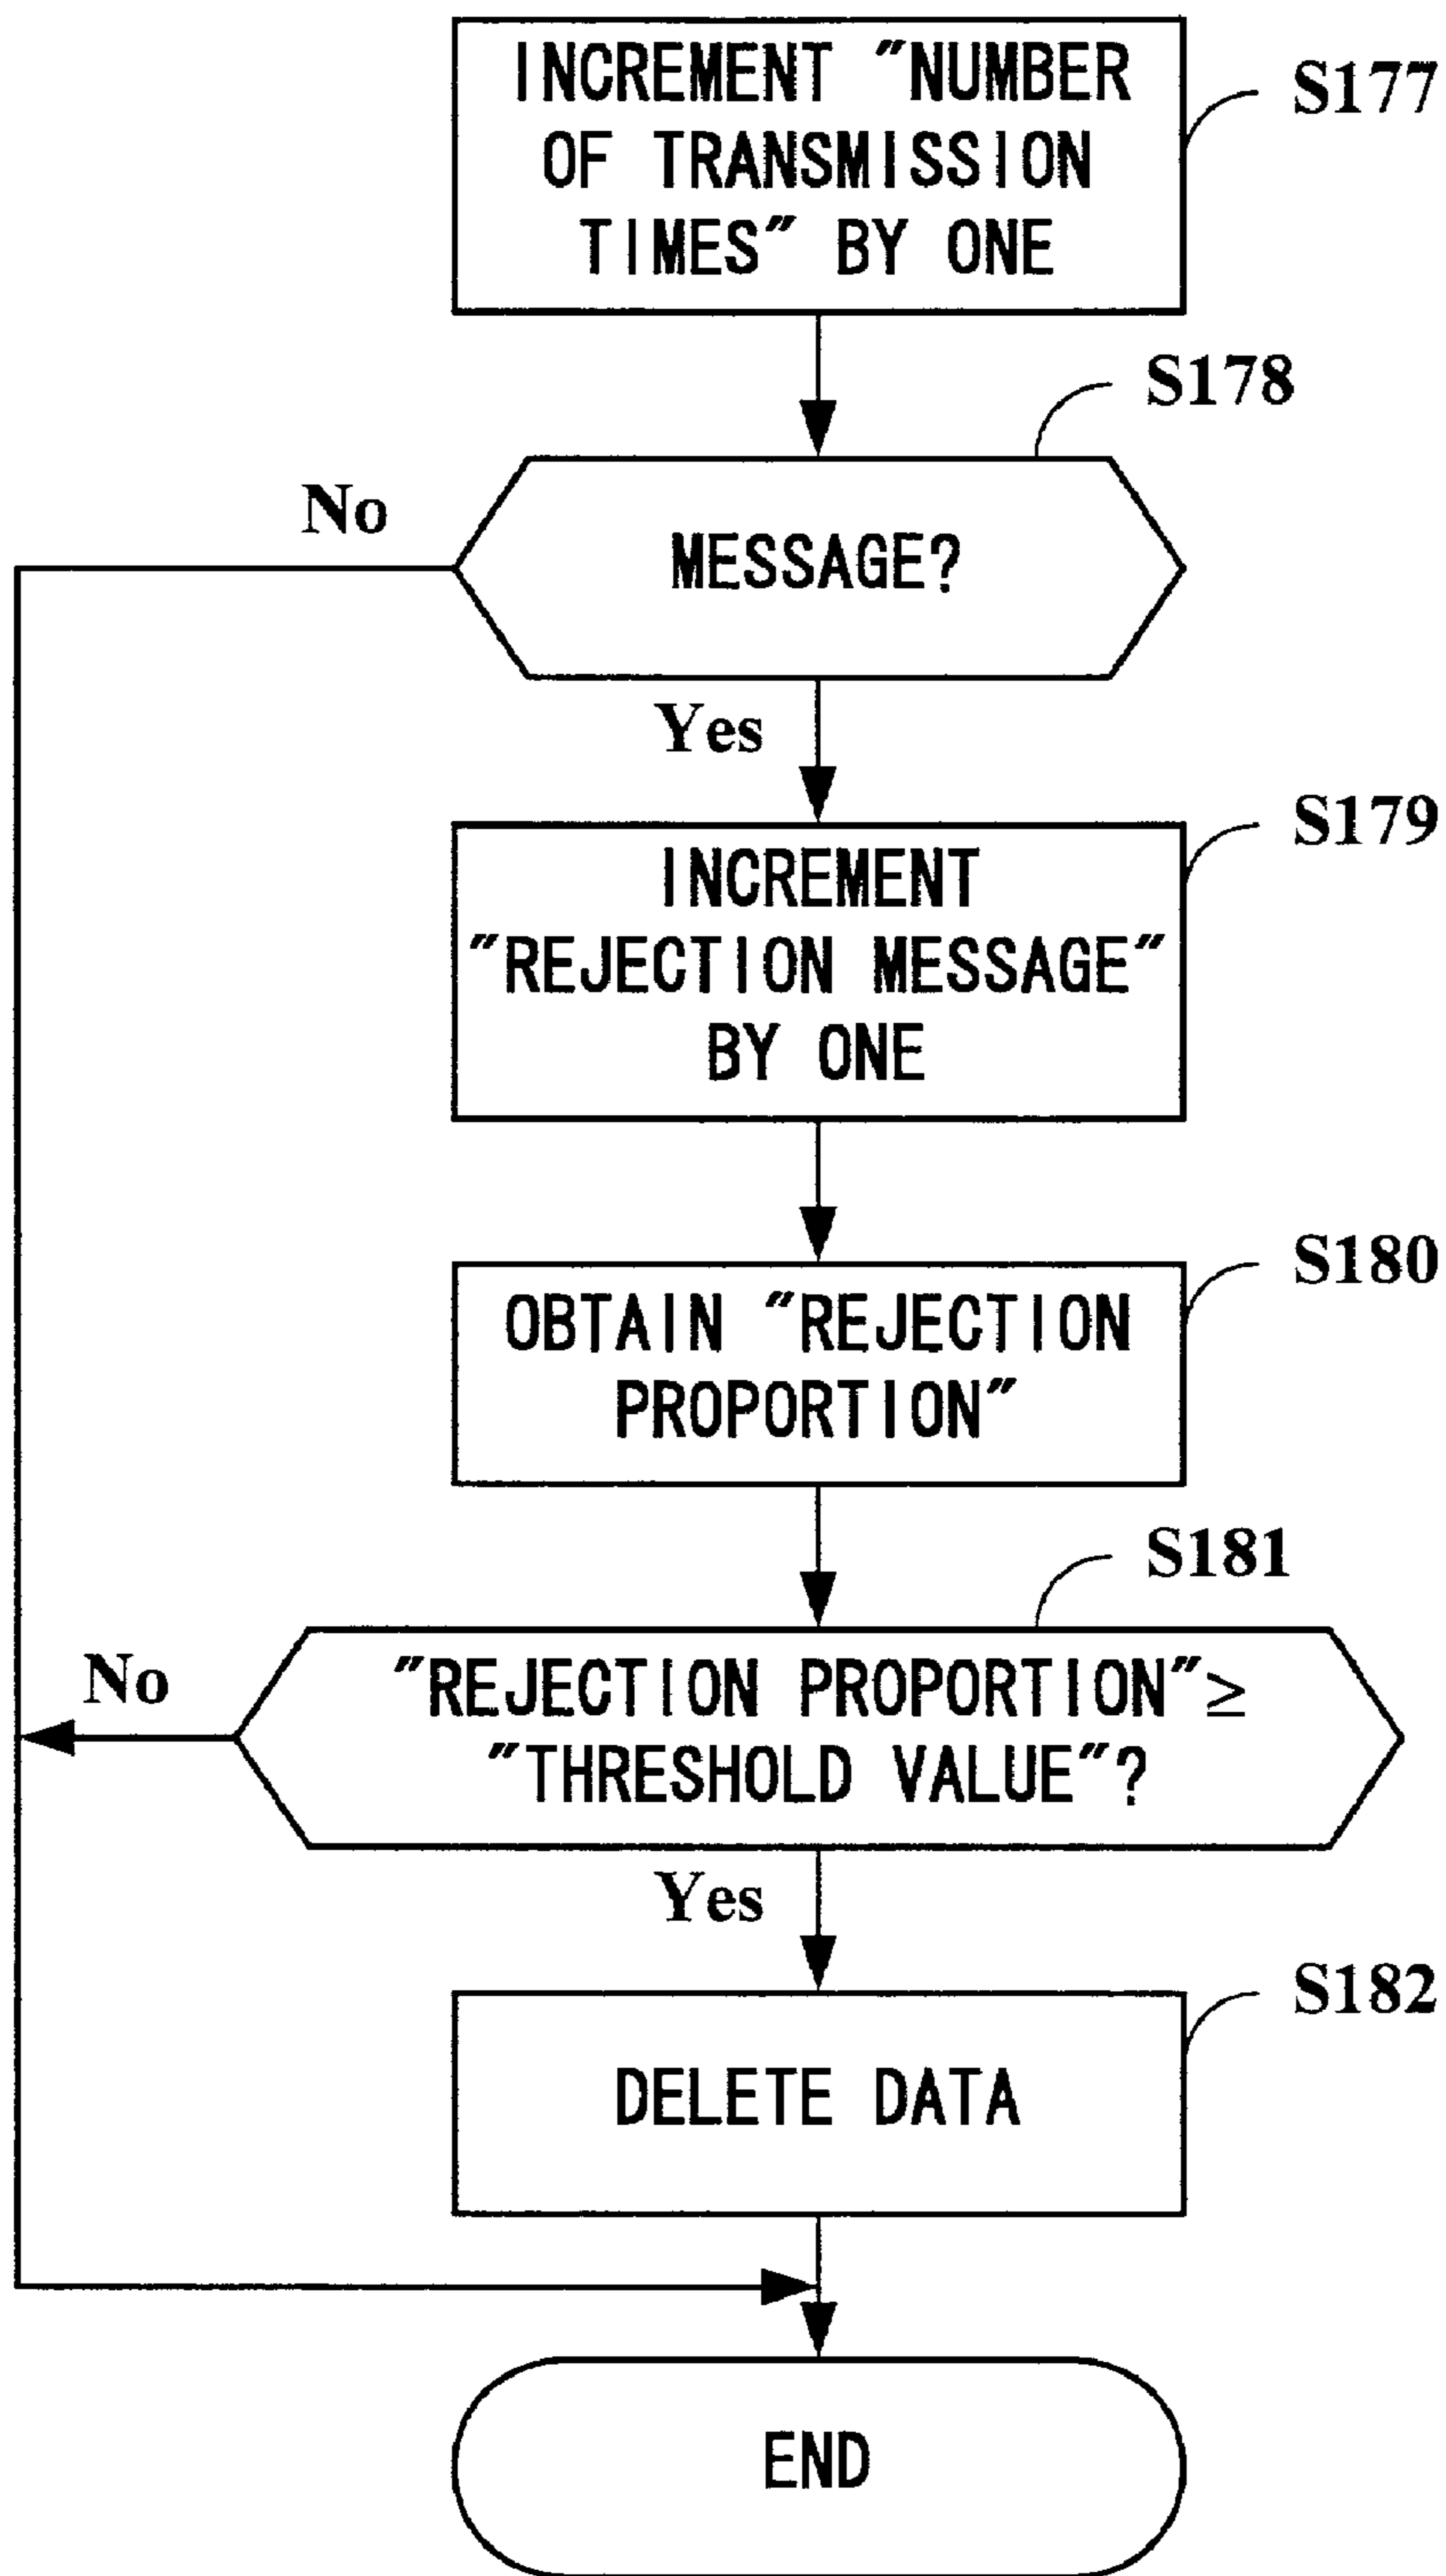 INCREMENT "NUMBER
OF TRANSMISSION
TIMES" BY ONE
S177
S178
No
MESSAGE?
Yes
S179
INCREMENT
"REJECTION MESSAGE"
BY ONE
S180
OBTAIN "REJECTION
PROPORTION"
S181
No
"REJECTION PROPORTION"≥
"THRESHOLD VALUE"?
Yes
S182
DELETE DATA
END